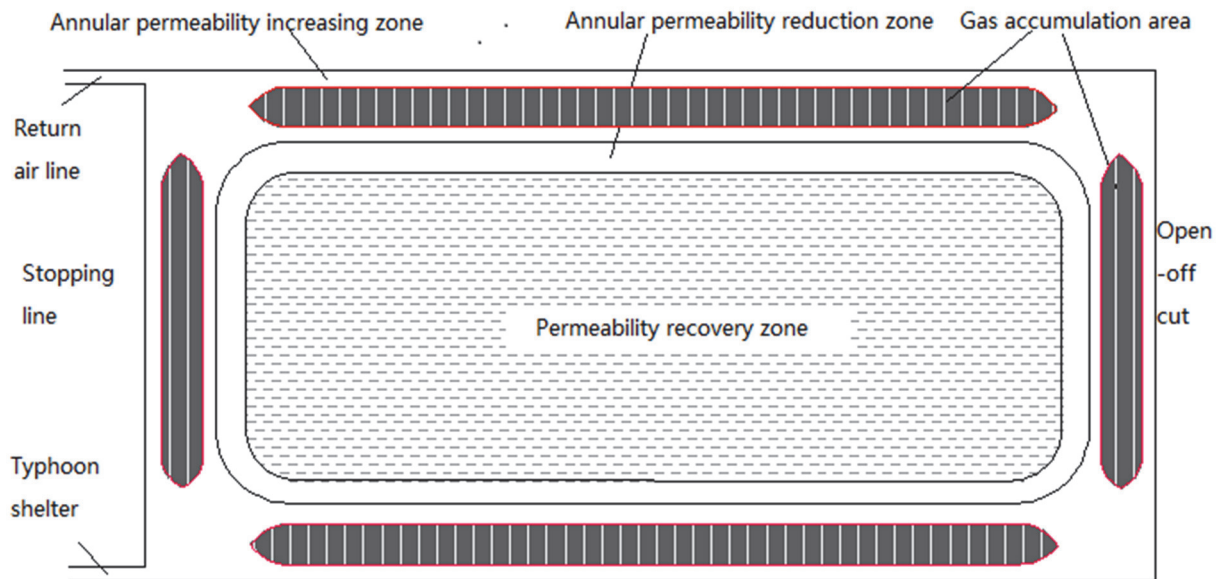 Annular permeability increasing zone
Annular permeability reduction zone
Gas accumulation area
Return
air line
Stopping
line
Open
-off
cut
Permeability recovery zone
Typhoon
shelter